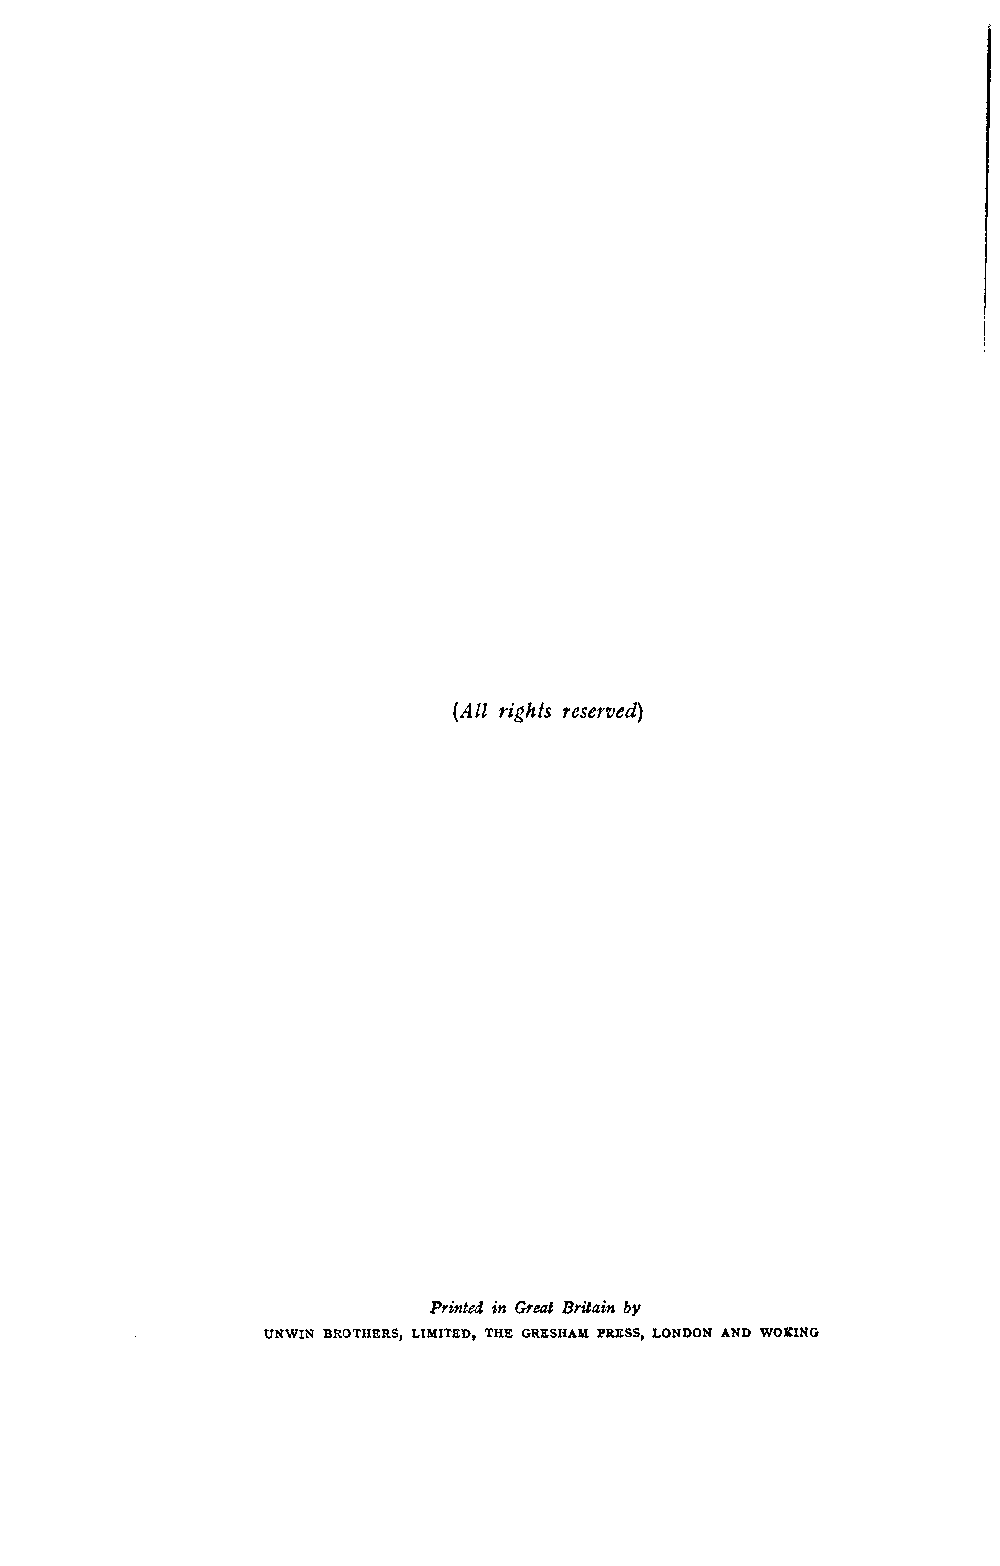 (All rights reserved)
Printed in Great Britain by
UNWIN BROTHERS, LIMITED, THE GRESHAM PRESS, LONDON AND WOKING